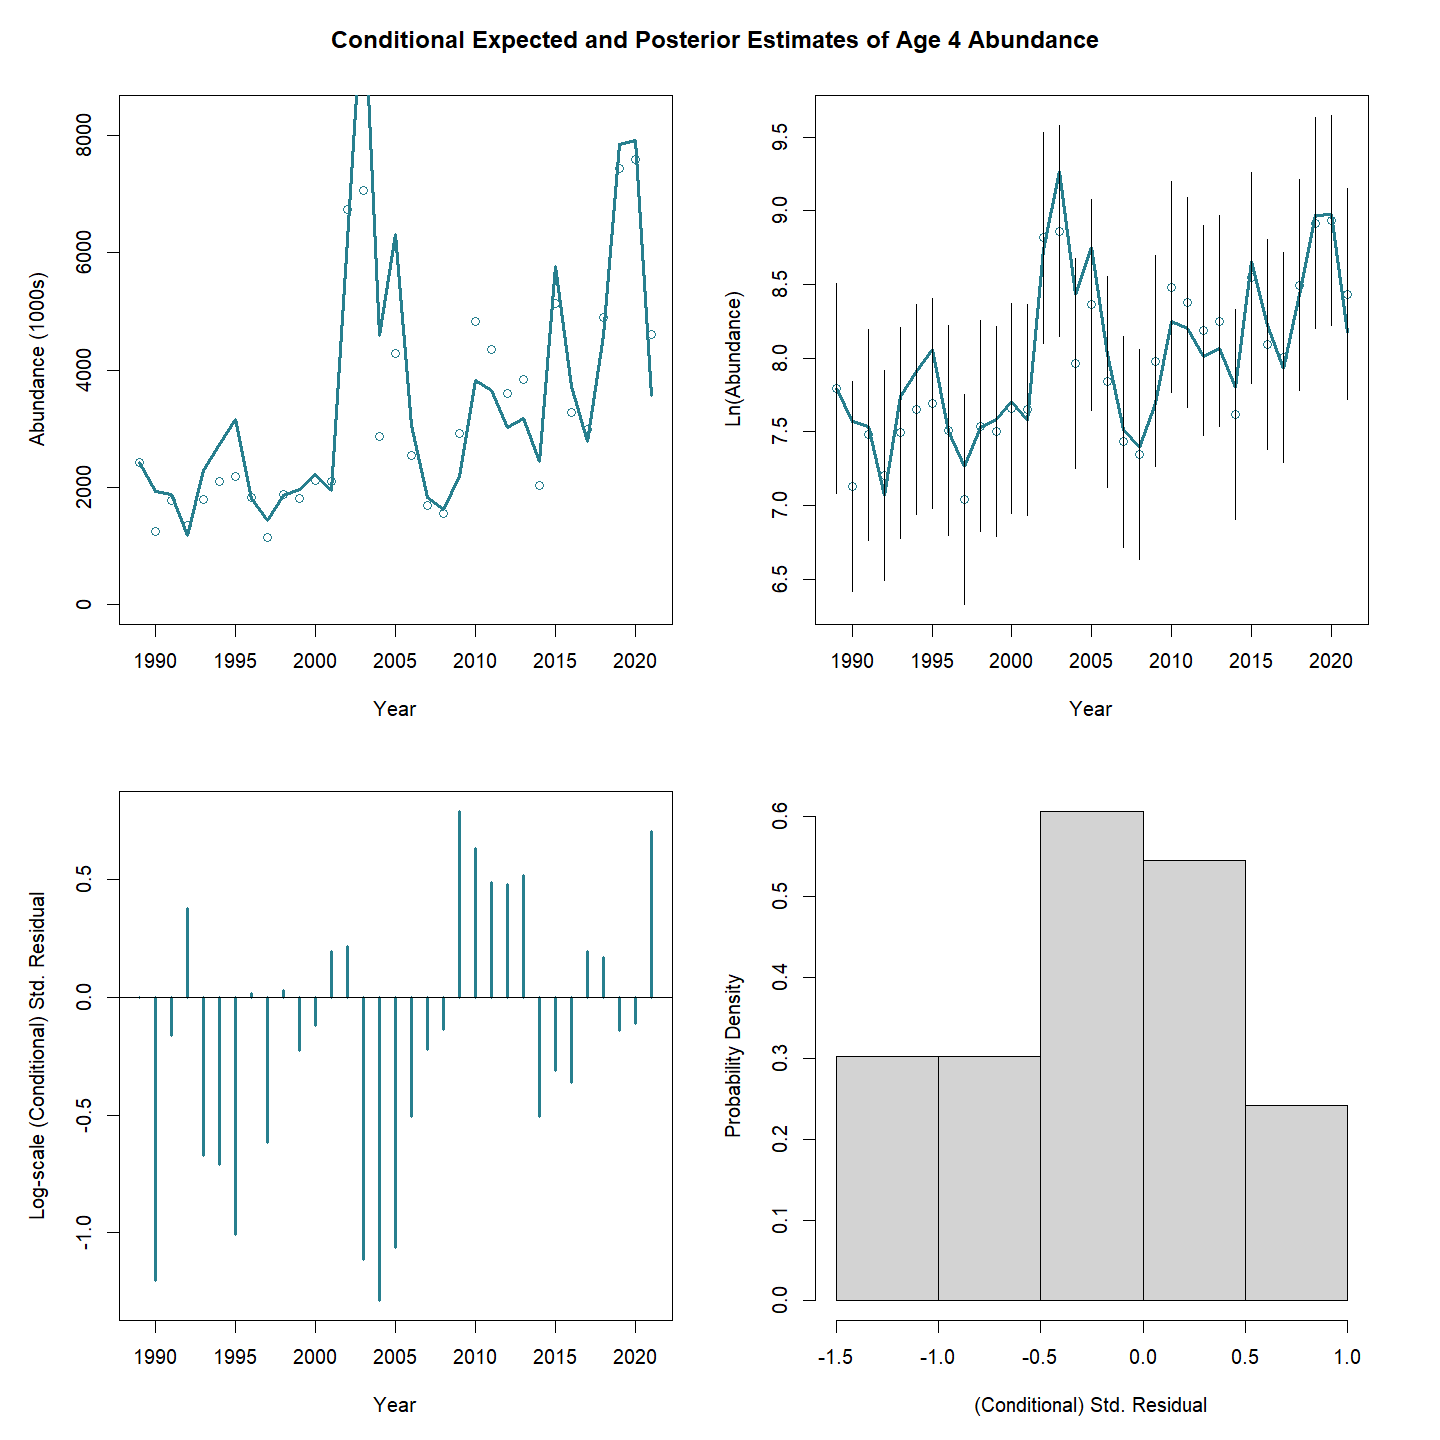 Conditional Expected and Posterior Estimates of Age 4 Abundance
Abundance (1000s)
8000
6000
4000
2000
0
1990 1995 2000 2005 2010 2015 2020
Year
Ln(Abundance)
9.5
9.0
8.5
8.0
7.5
7.0
6.5
1990 1995 2000 2005 2010 2015 2020
Year
Log-scale (Conditional) Std. Residual
0.5
0.0
-0.5
-1.0
1990 1995 2000 2005 2010 2015 2020
Year
Probability Density
0.6
0.5
0.4
0.3
0.2
0.1
0.0
-1.5 -1.0 -0.5 0.0 0.5 1.0
(Conditional) Std. Residual